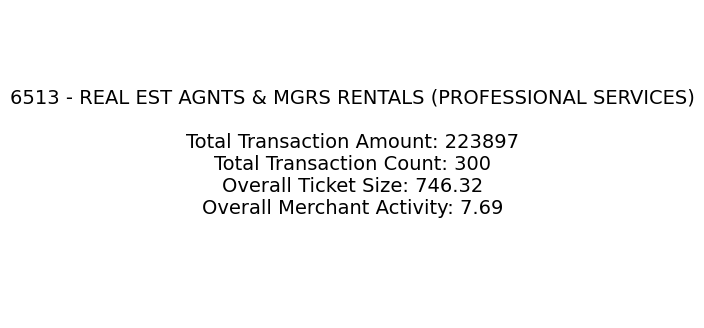 6513 - REAL EST AGNTS & MGRS RENTALS (PROFESSIONAL SERVICES)
Total Transaction Amount: 223897
Total Transaction Count: 300
Overall Ticket Size: 746.32
Overall Merchant Activity: 7.69